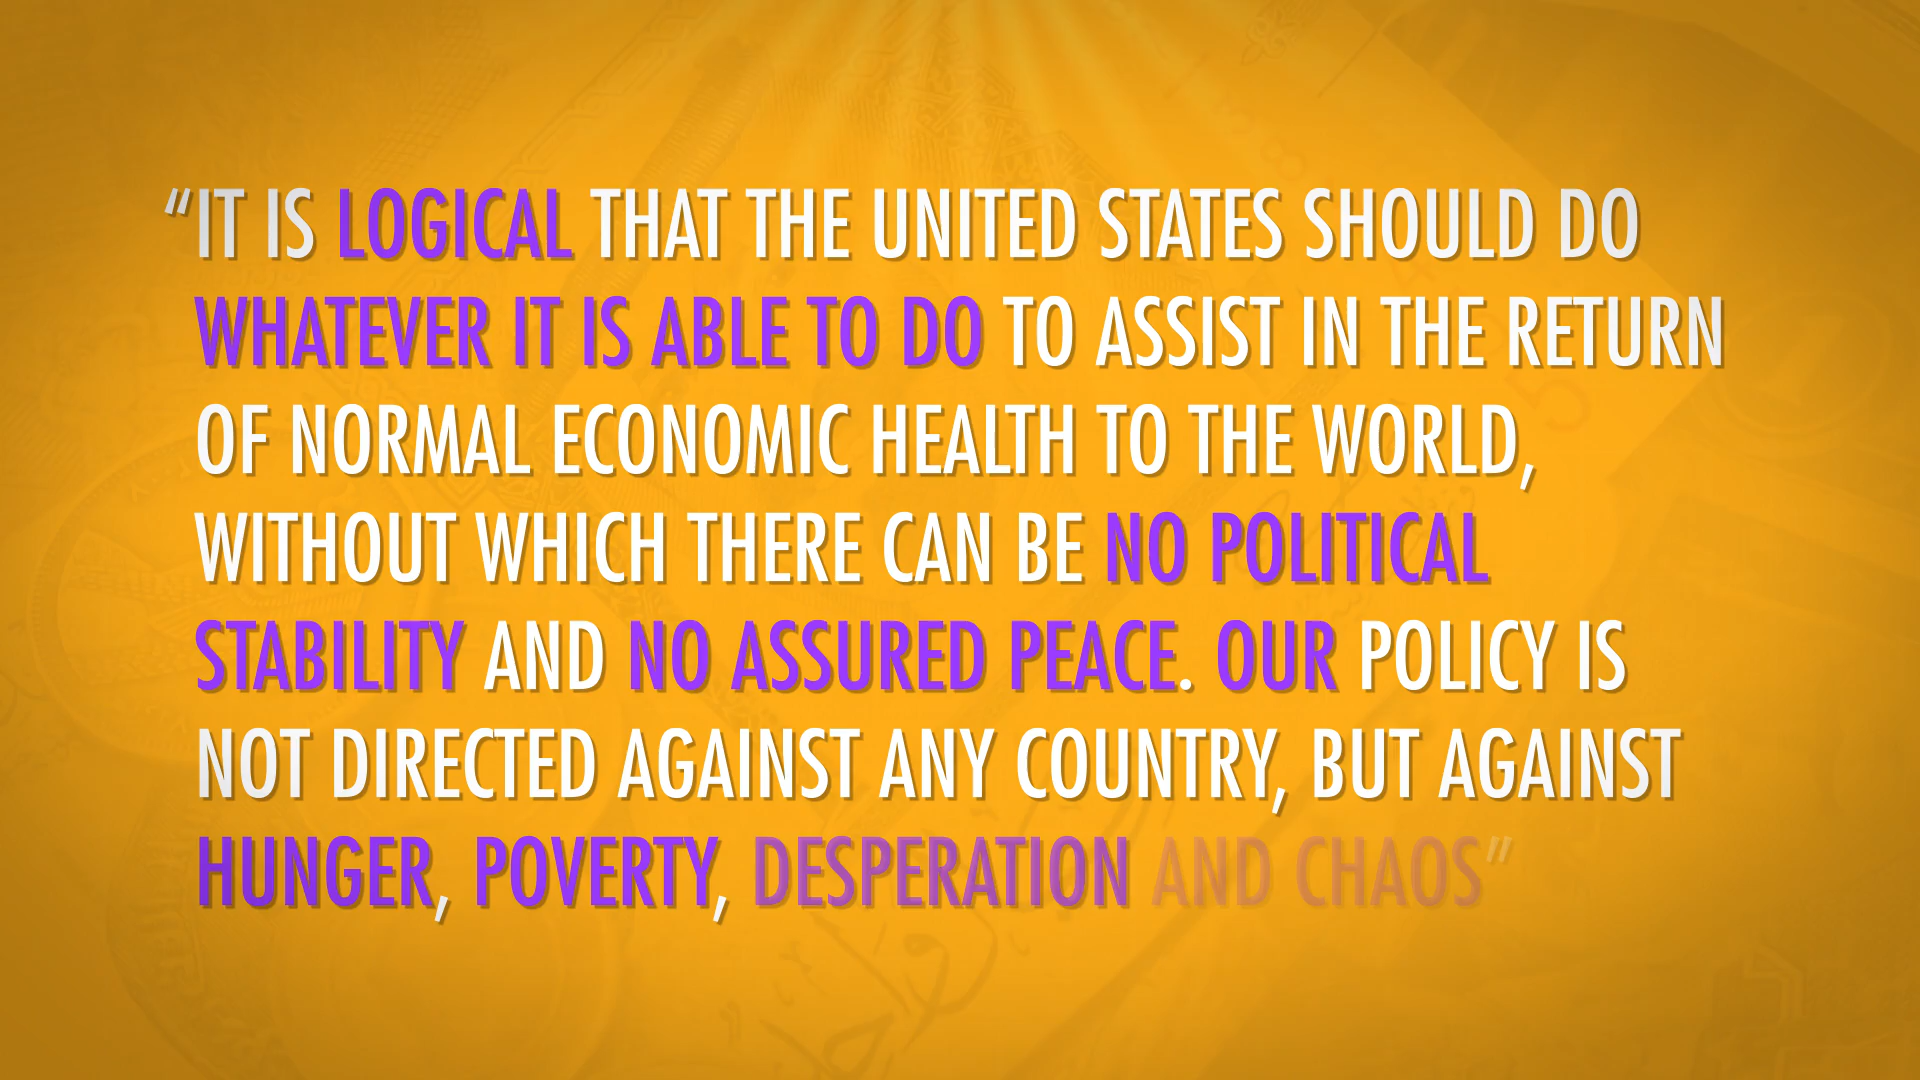 “IT IS LOGICAL THAT THE UNITED STATES SHOULD DO
WHATEVER IT IS ABLE TO DO TO ASSIST IN THE RETURN
OF NORMAL ECONOMIC HEALTH TO THE WORLD,
WITHOUT WHICH THERE CAN BE NO POLITICAL
STABILITY AND NO ASSURED PEACE. OUR POLICY IS
NOT DIRECTED AGAINST ANY COUNTRY, BUT AGAINST
HUNGER, POVERTY, DESPERATION AND CHAOS”